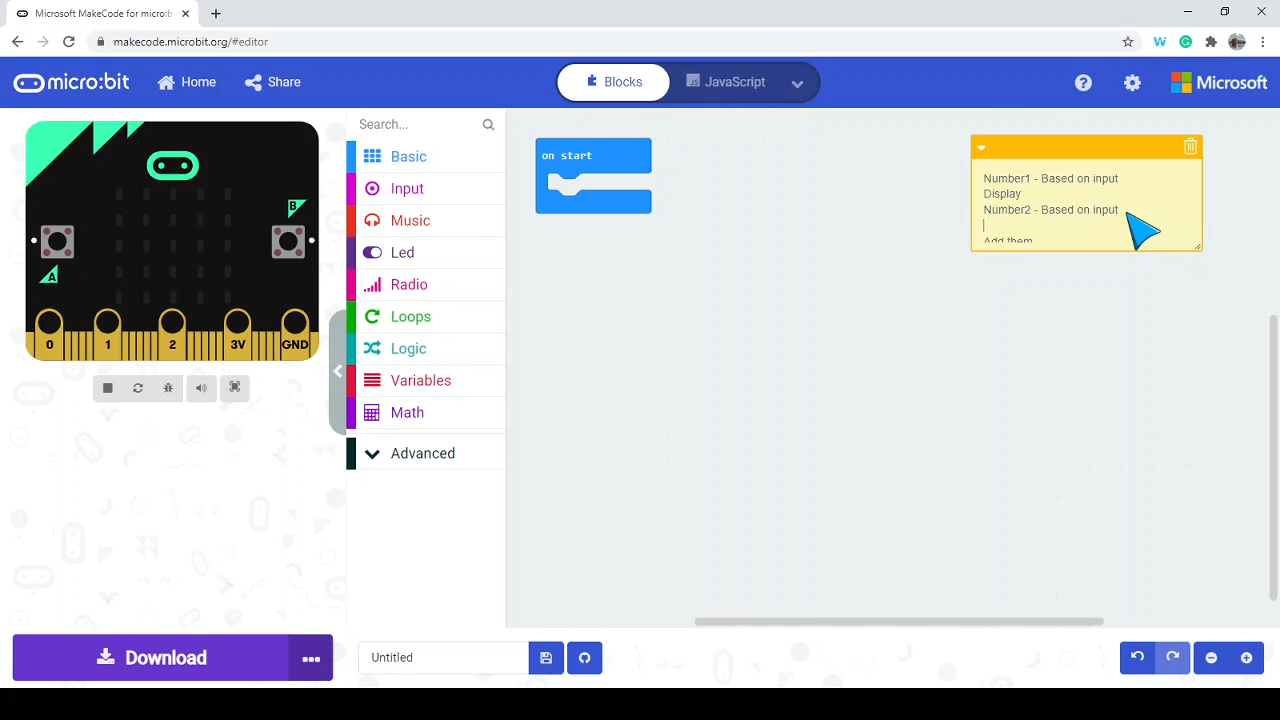 Microsoft MakeCode for micro:b
makecode.microbit.org/#editor
micro:bit
Home
Share
Blocks
JS
JavaScript
Microsoft
Search...
Basic
Input
Music
Led
Radio
Loops
Logic
Variables
Math
Advanced
A
B
0
1
2
3V
GND
on start
Number1 - Based on input
Display
Number2 - Based on input
Add them
Download
...
Untitled